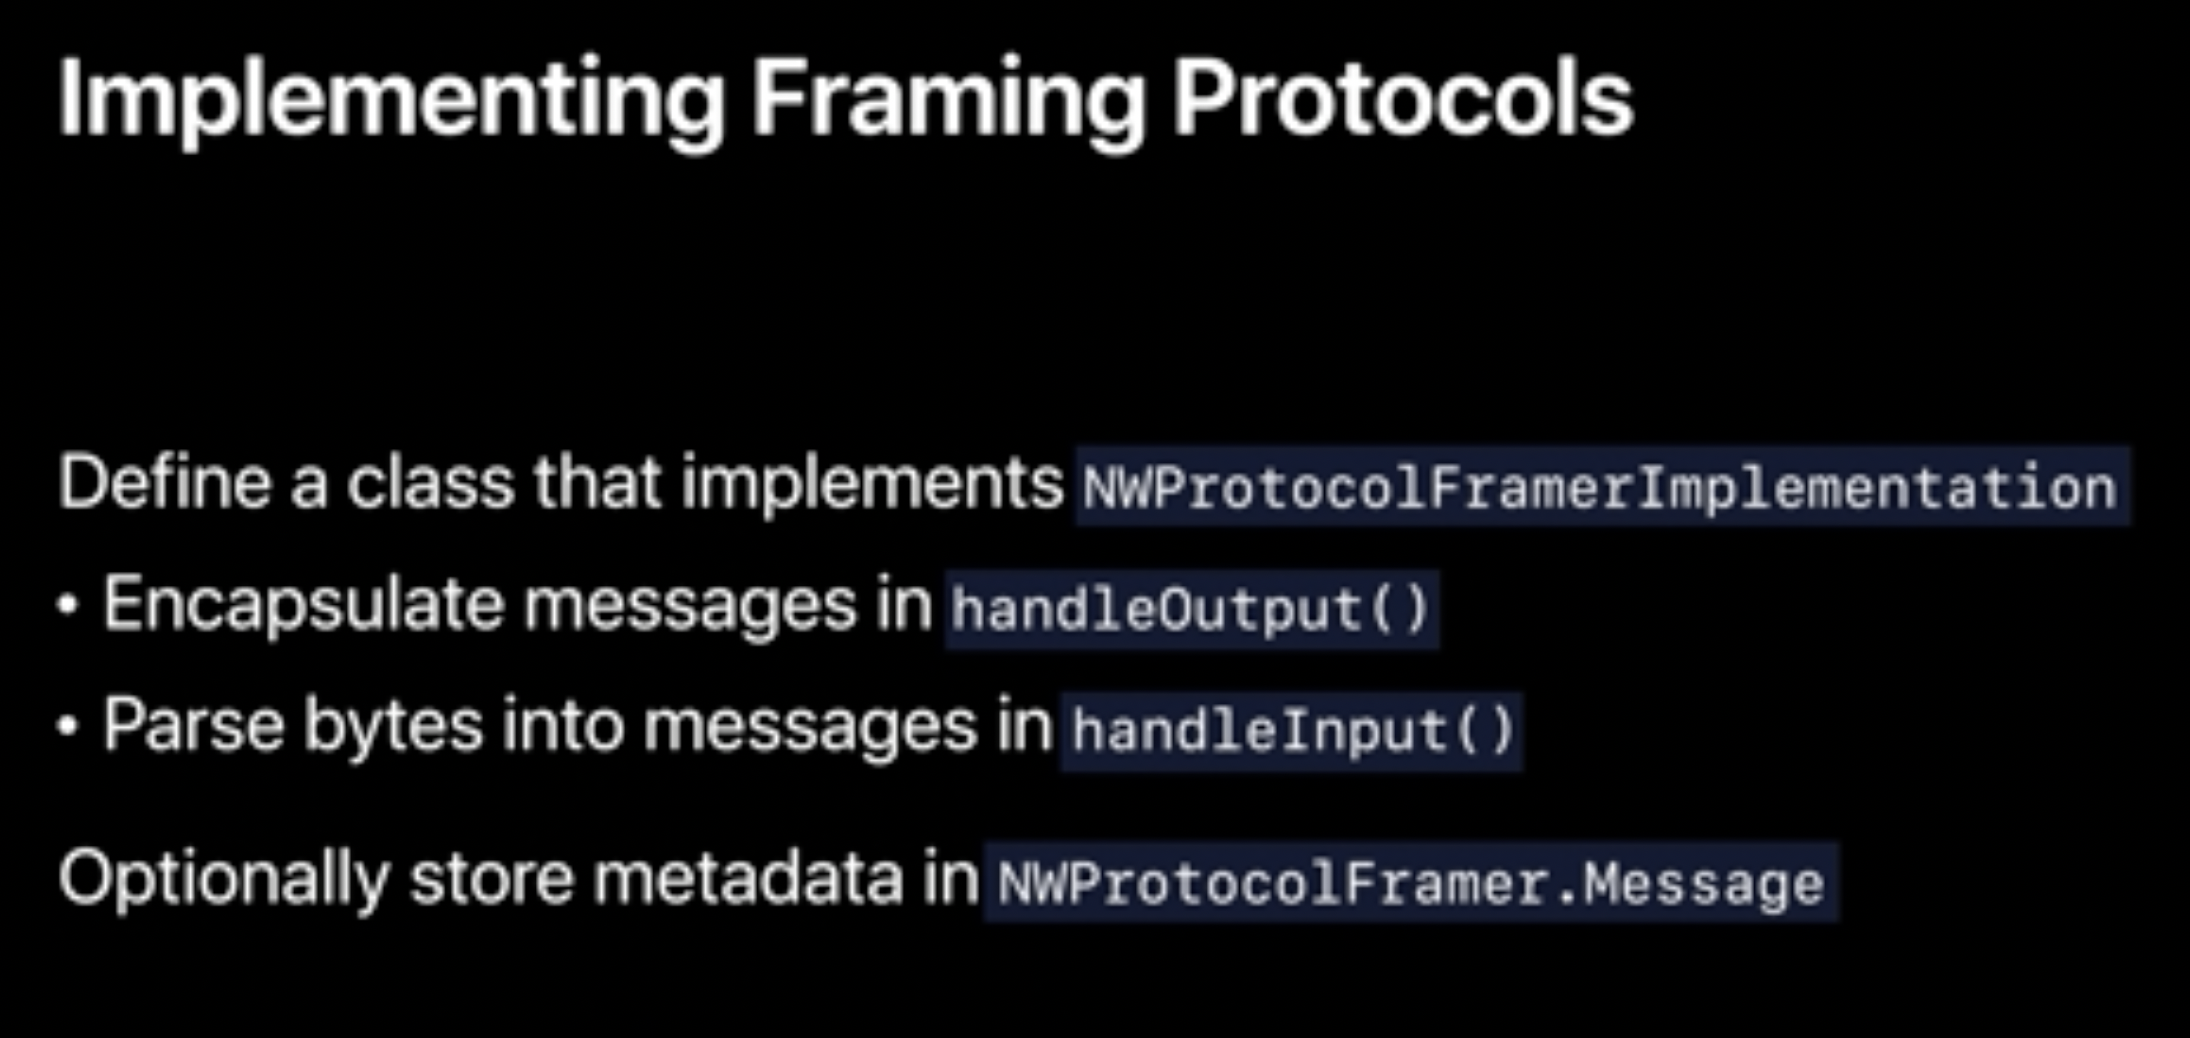 Implementing Framing Protocols
Define a class that implements NWProtocolFramerImplementation
• Encapsulate messages in handleOutput()
• Parse bytes into messages in handleInput()
Optionally store metadata in NWProtocolFramer.Message